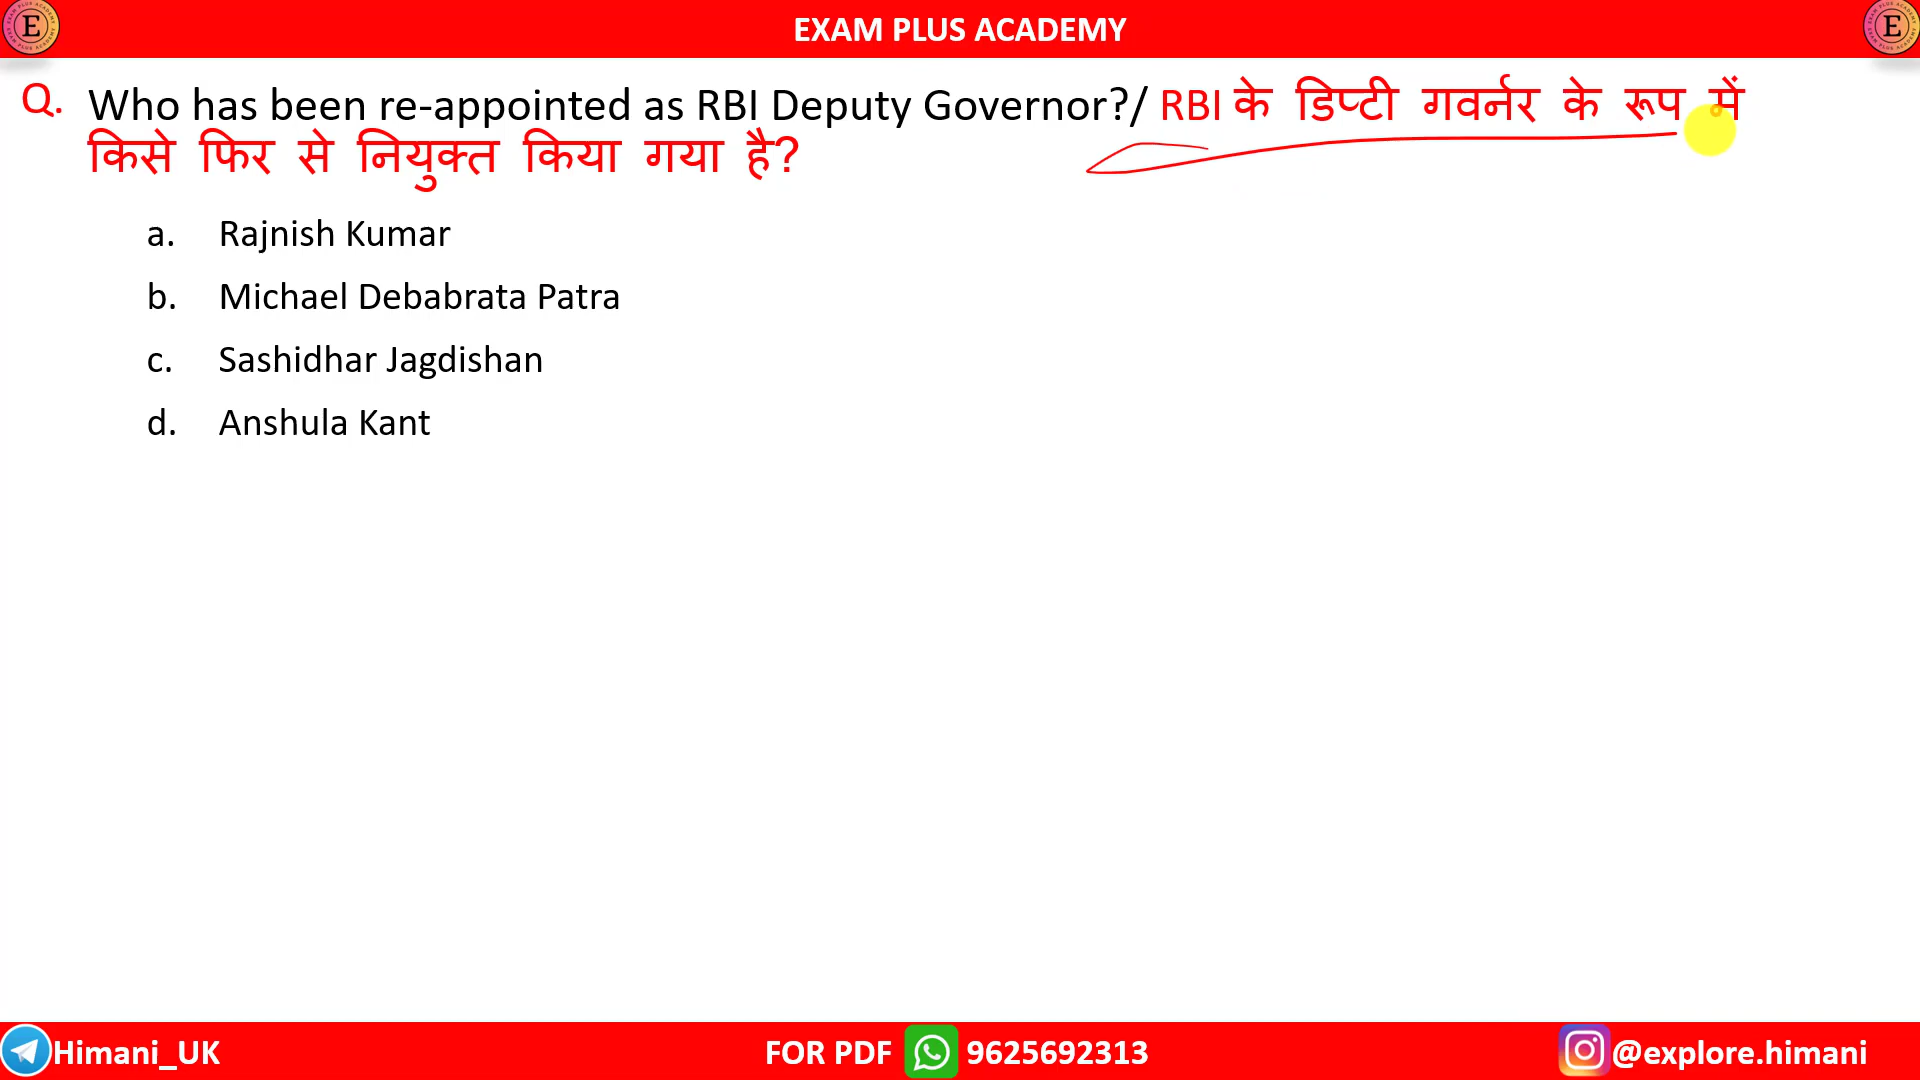 EXAM PLUS ACADEMY
Q. Who has been re-appointed as RBI Deputy Governor?/ RBI के डिप्टी गवर्नर के रूप में
किसे फिर से नियुक्त किया गया है?
a. Rajnish Kumar
b. Michael Debabrata Patra
c. Sashidhar Jagdishan
d. Anshula Kant
Himani_UK FOR PDF 9625692313 @explore.himani